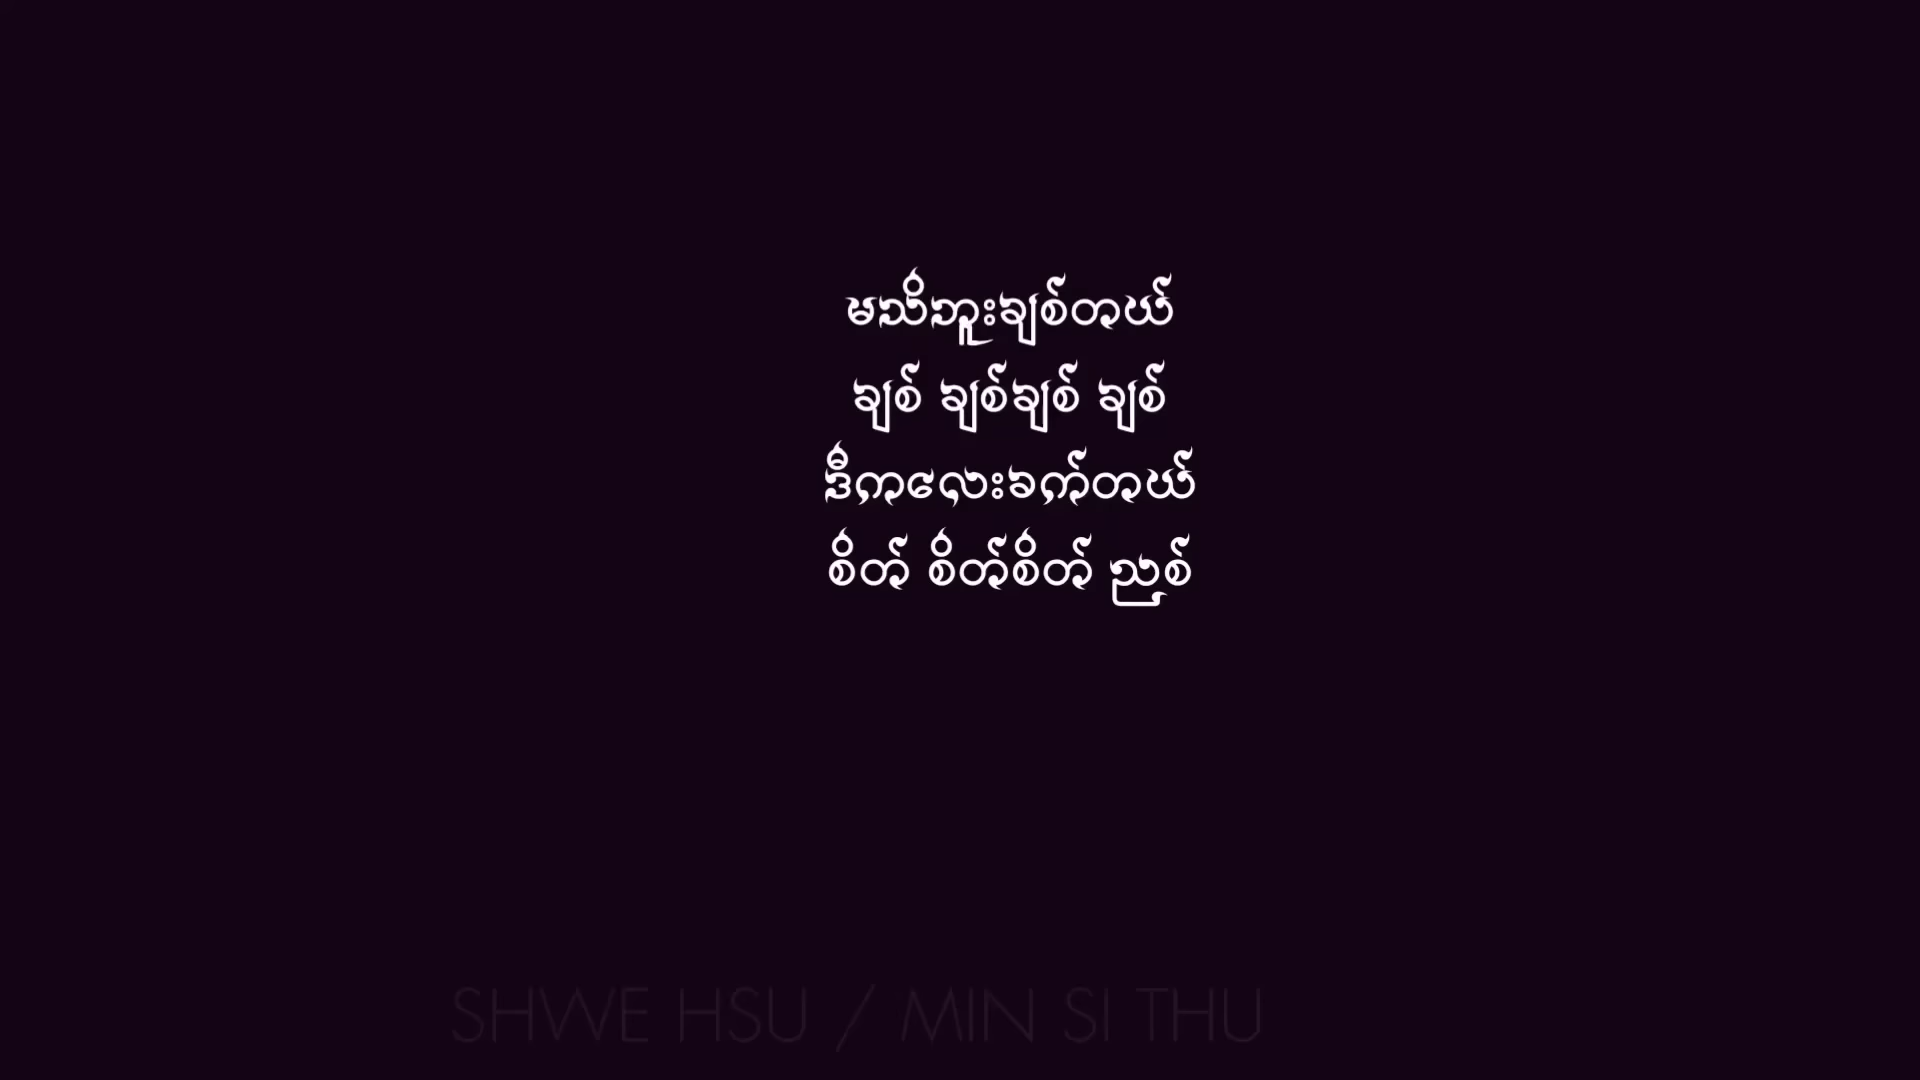 မသိဘူးချစ်တယ်
ချစ် ချစ်ချစ် ချစ်
ဒီကလေးခက်တယ်
စိတ် စိတ်စိတ် ညစ်
SHWE HSU / MIN SI THU